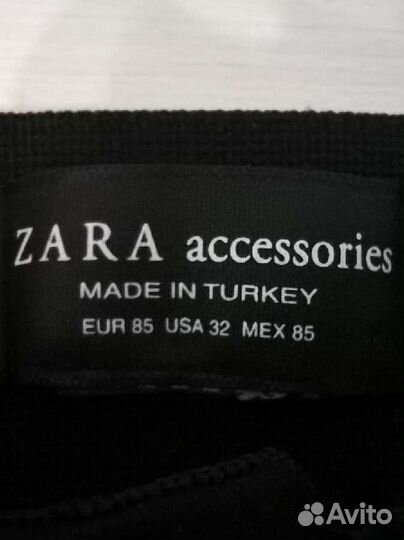 ZARA accessories
MADE IN TURKEY
EUR 85 USA 32 MEX 85
Avito